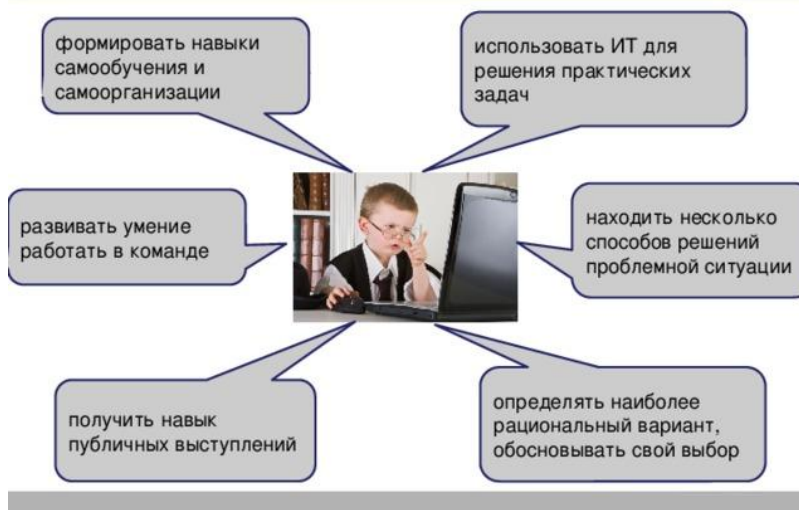 формировать навыки
самообучения и
самоорганизации
использовать ИТ для
решения практических
задач
развивать умение
работать в команде
находить несколько
способов решений
проблемной ситуации
получить навык
публичных выступлений
определять наиболее
рациональный вариант,
обосновывать свой выбор